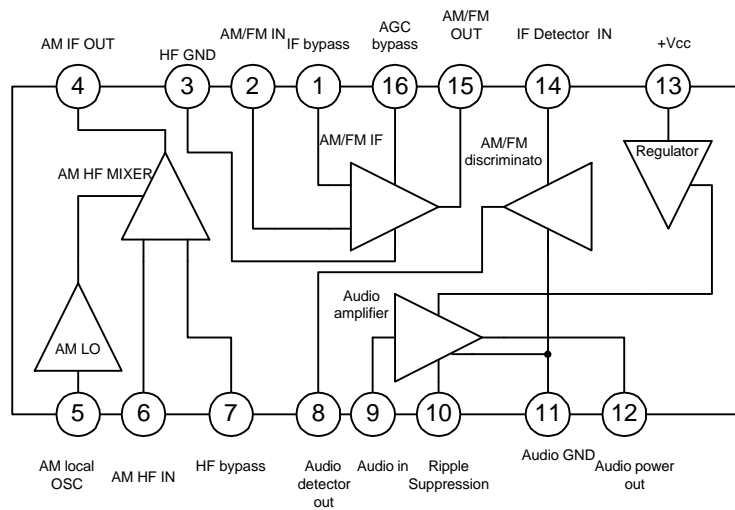 AM IF OUT
HF GND
AM/FM IN
IF bypass
AGC
bypass
AM/FM
OUT
IF Detector IN
+Vcc
4
3
2
1
16
15
14
13
AM/FM IF
AM/FM
discriminato
Regulator
AM HF MIXER
Audio
amplifier
AM LO
5
6
7
8
9
10
11
12
AM local
OSC
AM HF IN
HF bypass
Audio
detector
out
Audio in
Ripple
Suppression
Audio GND
Audio power
out